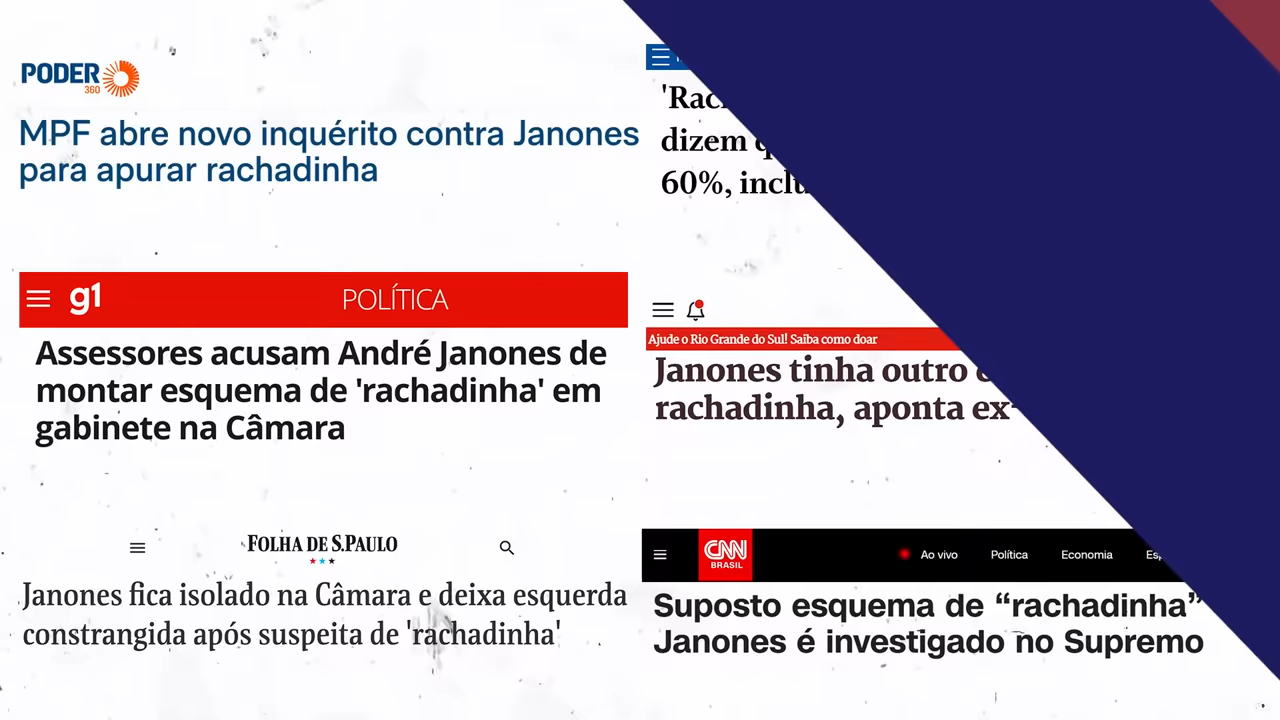 PODER
360
MPF abre novo inquérito contra Janones
para apurar rachadinha
g1
POLÍTICA
Assessores acusam André Janones de
montar esquema de 'rachadinha' em
gabinete na Câmara
FOLHA DE S.PAULO
Janones fica isolado na Câmara e deixa esquerda
constrangida após suspeita de 'rachadinha'
dizem
60%,
Ajude o Rio Grande do Sul! Saiba como doar
Janones tinha outro
rachadinha, aponta ex-
CNN
BRASIL
Ao vivo Política Economia
Suposto esquema de “rachadinha”
Janones é investigado no Supremo